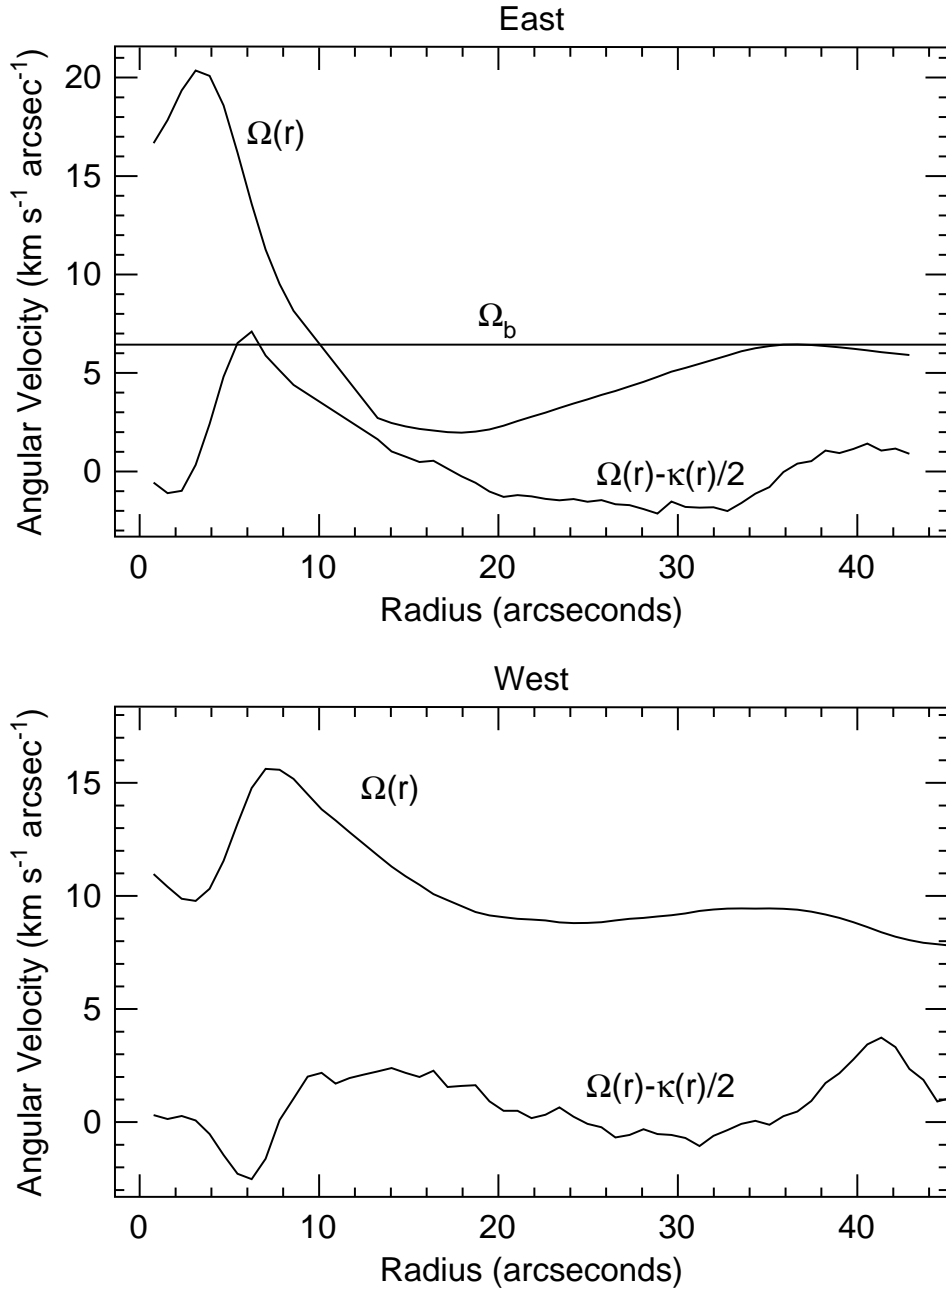 East
Angular Velocity (km s⁻¹ arcsec⁻¹)
20
15
10
5
0
Ω(r)
Ω_b
Ω(r)-κ(r)/2
0 10 20 30 40
Radius (arcseconds)
West
Angular Velocity (km s⁻¹ arcsec⁻¹)
15
10
5
0
Ω(r)
Ω(r)-κ(r)/2
0 10 20 30 40
Radius (arcseconds)